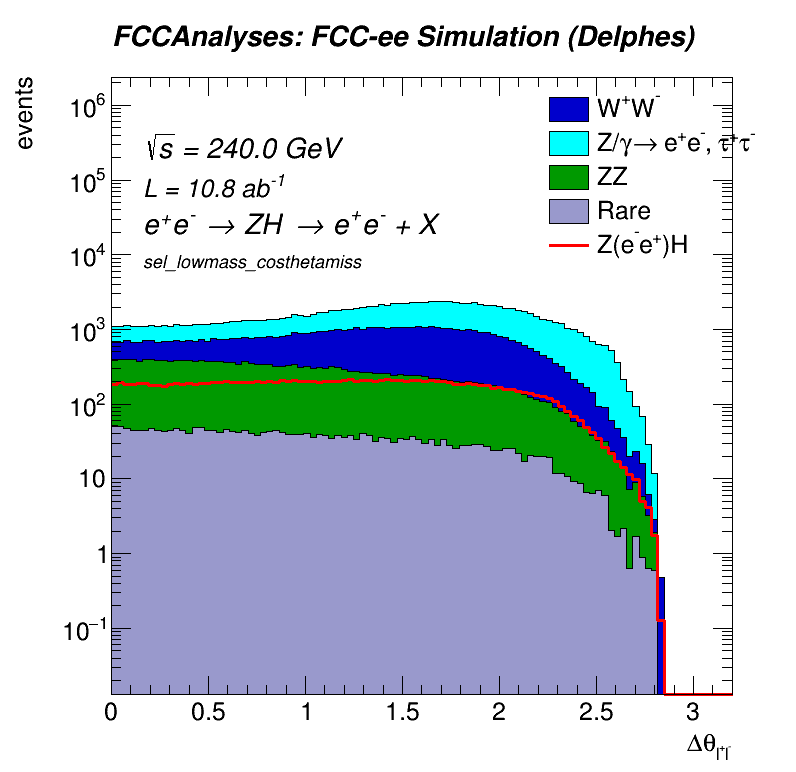 FCCAnalyses: FCC-ee Simulation (Delphes)
events
10⁶
10⁵
10⁴
10³
10²
10
1
10⁻¹
√s = 240.0 GeV
L = 10.8 ab⁻¹
e⁺e⁻ → ZH → e⁺e⁻ + X
sel_lowmass_costhetamiss
W⁺W⁻
Z/γ → e⁺e⁻, τ⁺τ⁻
ZZ
Rare
Z(e⁻e⁺)H
0 0.5 1 1.5 2 2.5 3
Δθ_l⁺l⁻